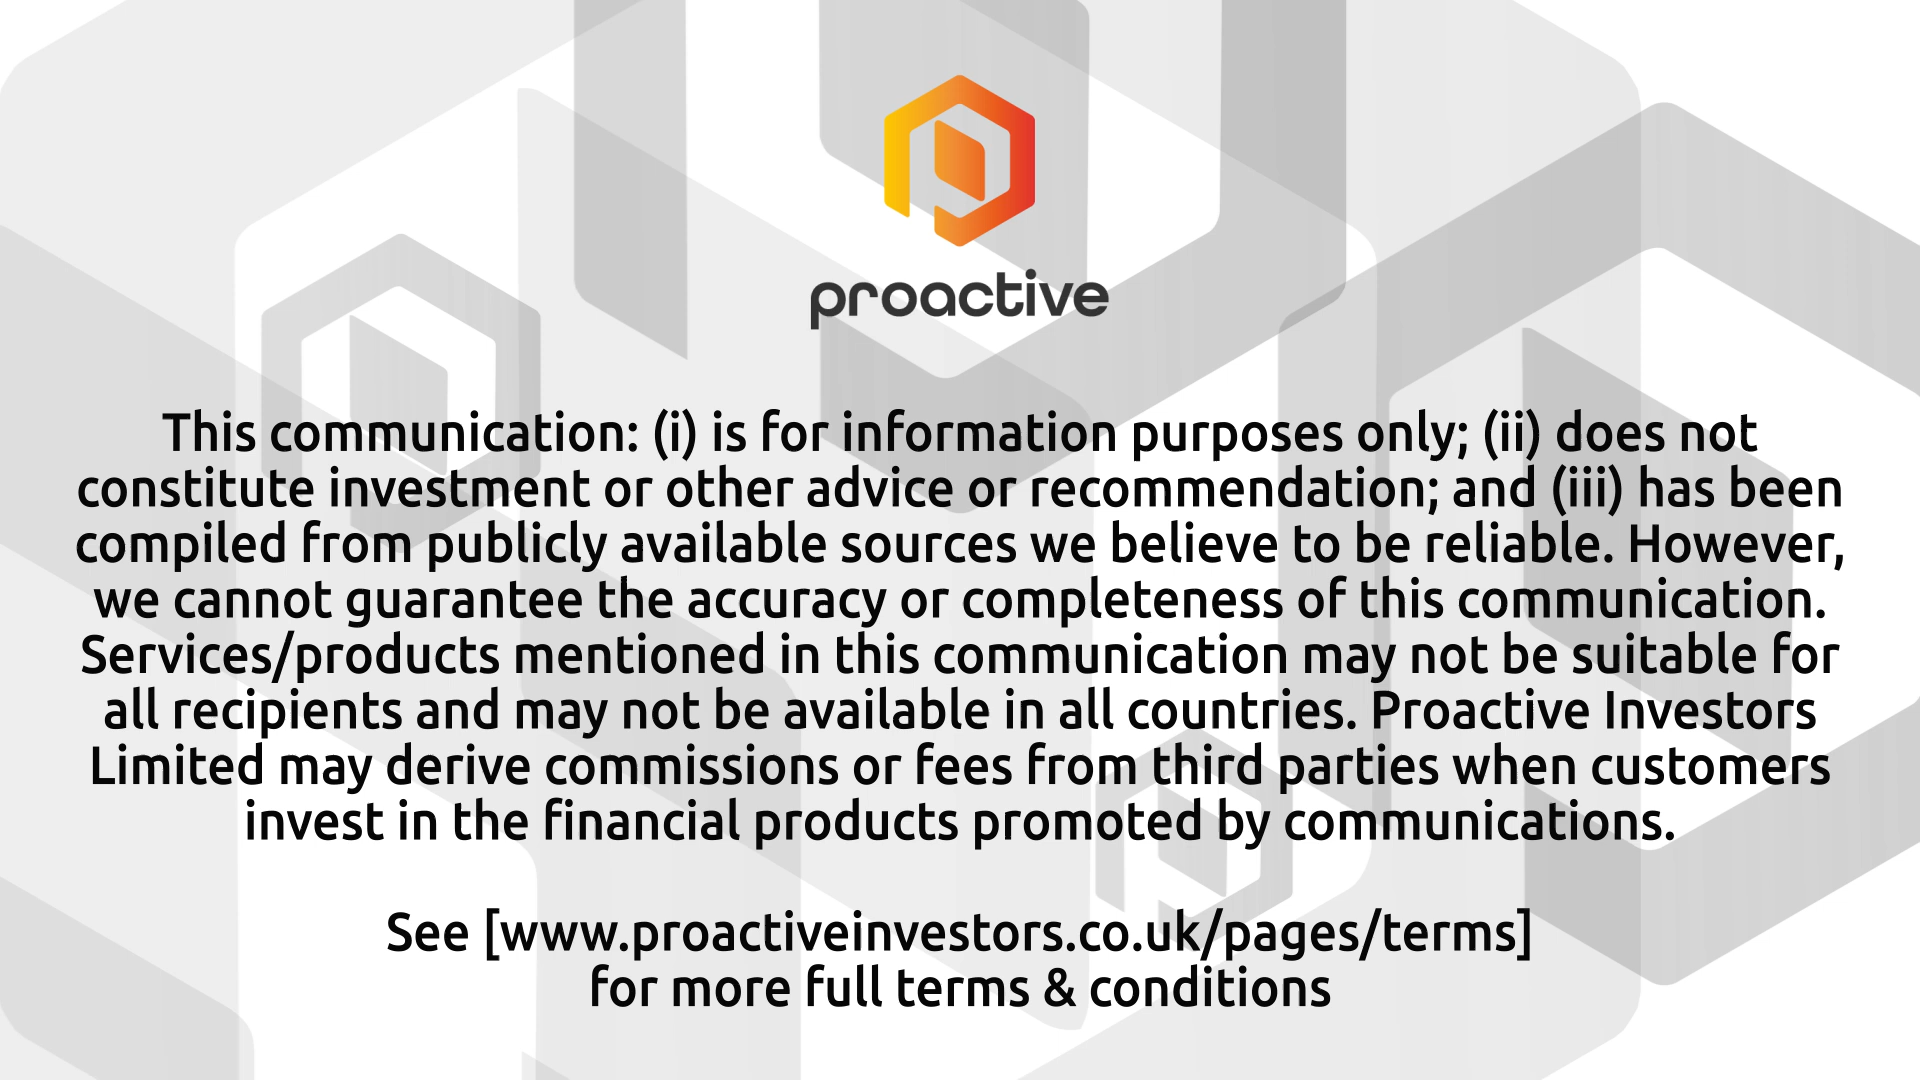 proactive
This communication: (i) is for information purposes only; (ii) does not
constitute investment or other advice or recommendation; and (iii) has been
compiled from publicly available sources we believe to be reliable. However,
we cannot guarantee the accuracy or completeness of this communication.
Services/products mentioned in this communication may not be suitable for
all recipients and may not be available in all countries. Proactive Investors
Limited may derive commissions or fees from third parties when customers
invest in the financial products promoted by communications.
See [www.proactiveinvestors.co.uk/pages/terms]
for more full terms & conditions